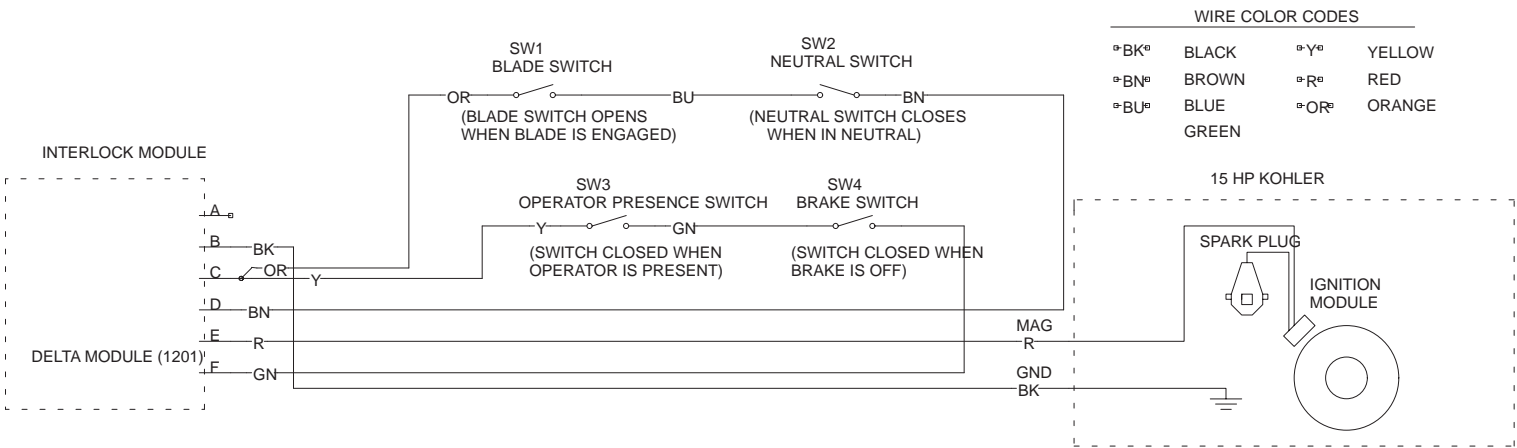 WIRE COLOR CODES
BK BLACK Y YELLOW
BN BROWN R RED
BU BLUE OR ORANGE
GREEN
SW1
BLADE SWITCH
SW2
NEUTRAL SWITCH
OR
BU
BN
(BLADE SWITCH OPENS
WHEN BLADE IS ENGAGED)
(NEUTRAL SWITCH CLOSES
WHEN IN NEUTRAL)
INTERLOCK MODULE
SW3
OPERATOR PRESENCE SWITCH
SW4
BRAKE SWITCH
15 HP KOHLER
A
Y
GN
B
BK
(SWITCH CLOSED WHEN
OPERATOR IS PRESENT)
(SWITCH CLOSED WHEN
BRAKE IS OFF)
SPARK PLUG
C
OR
Y
IGNITION
MODULE
D
BN
MAG
E
R
R
DELTA MODULE (1201)
F
GN
GND
BK